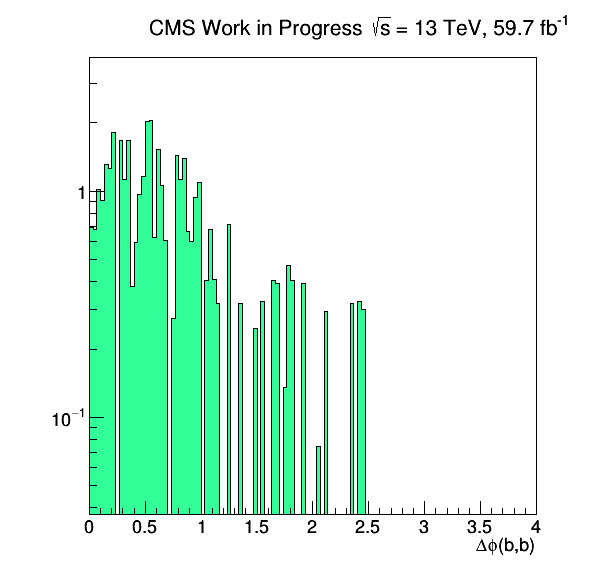 CMS Work in Progress √s = 13 TeV, 59.7 fb⁻¹
1
10⁻¹
0 0.5 1 1.5 2 2.5 3 3.5 4
Δϕ(b,b)